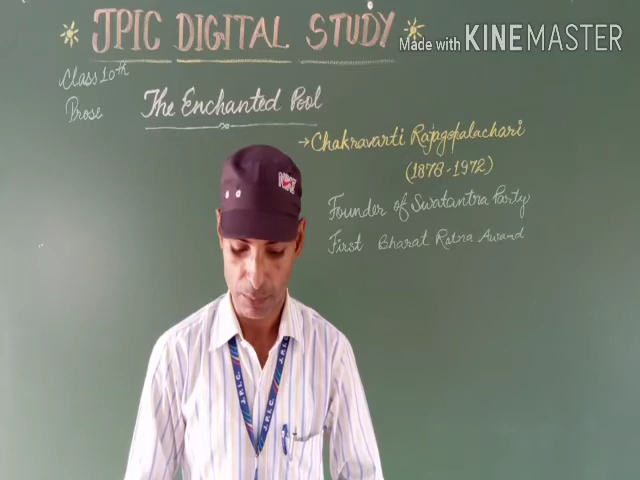 JPIC DIGITAL STUDY
Made with KINEMASTER
Class 10th
Prose
The Enchanted Pool
→ Chakravarti Rajagopalachari
(1878-1972)
Founder of Swatantra Party
First Bharat Ratna Award
J.P.I.C.
J.P.I.C.